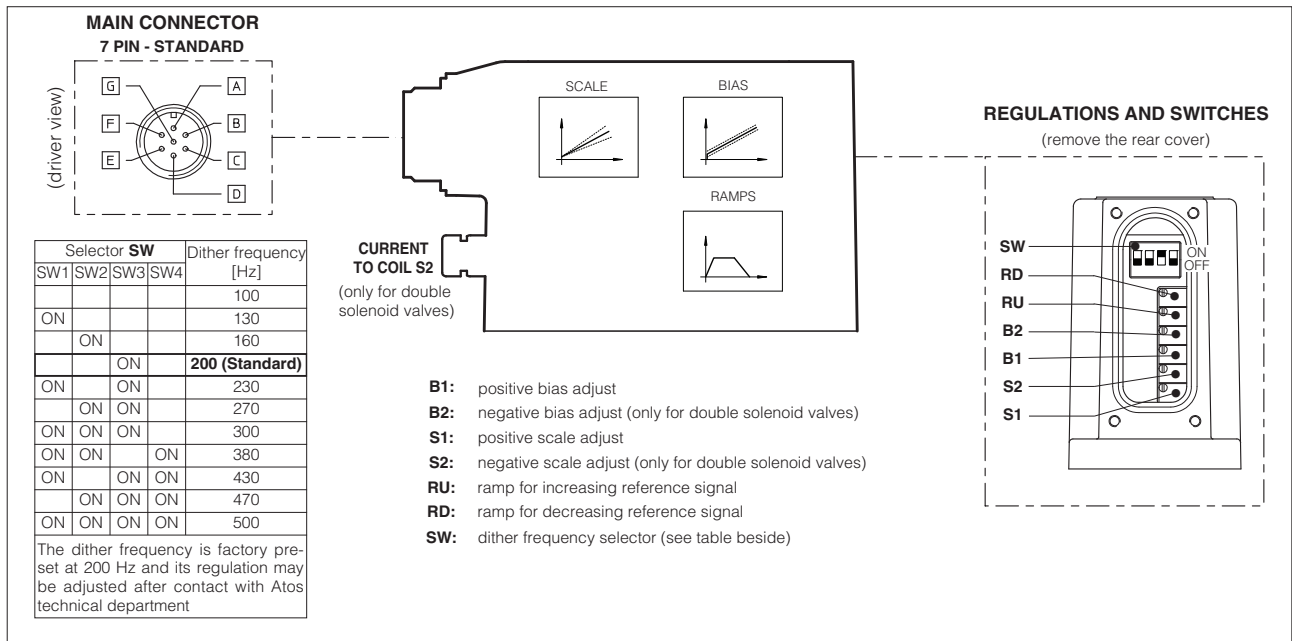 MAIN CONNECTOR
7 PIN - STANDARD
(driver view)
G
A
F
B
E
C
D
SCALE
BIAS
RAMPS
CURRENT
TO COIL S2
(only for double
solenoid valves)
REGULATIONS AND SWITCHES
(remove the rear cover)
SW
RD
RU
B2
B1
S2
S1
ON
OFF
Selector SW Dither frequency
SW1 SW2 SW3 SW4 [Hz]
100
ON 130
ON 160
ON 200 (Standard)
ON ON 230
ON ON 270
ON ON ON 300
ON ON ON 380
ON ON ON 430
ON ON ON 470
ON ON ON ON 500
The dither frequency is factory pre-
set at 200 Hz and its regulation may
be adjusted after contact with Atos
technical department
B1: positive bias adjust
B2: negative bias adjust (only for double solenoid valves)
S1: positive scale adjust
S2: negative scale adjust (only for double solenoid valves)
RU: ramp for increasing reference signal
RD: ramp for decreasing reference signal
SW: dither frequency selector (see table beside)